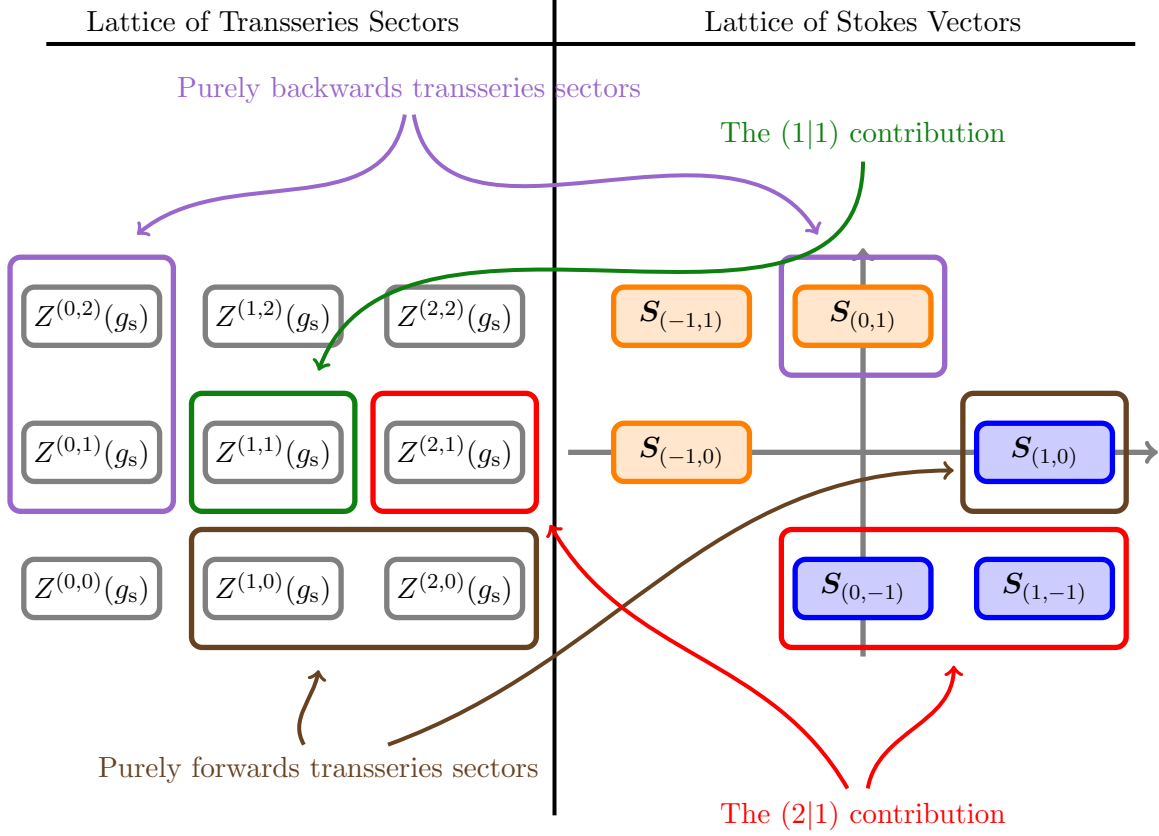 Lattice of Transseries Sectors
Lattice of Stokes Vectors
Purely backwards transseries sectors
The (1|1) contribution
Z^{(0,2)}(g_s)
Z^{(1,2)}(g_s)
Z^{(2,2)}(g_s)
S_{(-1,1)}
S_{(0,1)}
Z^{(0,1)}(g_s)
Z^{(1,1)}(g_s)
Z^{(2,1)}(g_s)
S_{(-1,0)}
S_{(1,0)}
Z^{(0,0)}(g_s)
Z^{(1,0)}(g_s)
Z^{(2,0)}(g_s)
S_{(0,-1)}
S_{(1,-1)}
Purely forwards transseries sectors
The (2|1) contribution